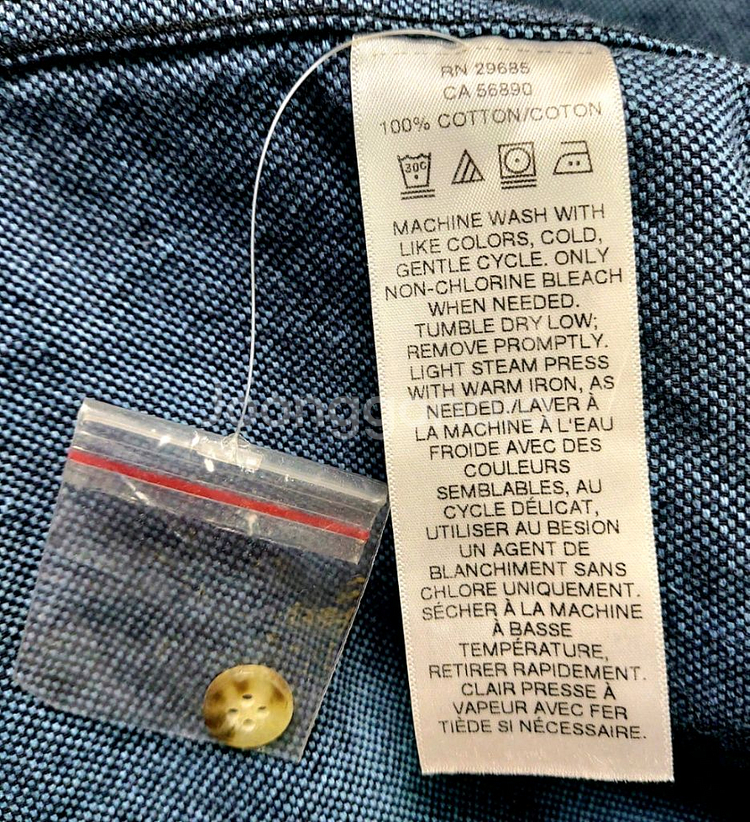 RN 29685
CA 56890
100% COTTON/COTON
30C
MACHINE WASH WITH
LIKE COLORS, COLD,
GENTLE CYCLE. ONLY
NON-CHLORINE BLEACH
WHEN NEEDED.
TUMBLE DRY LOW;
REMOVE PROMPTLY.
LIGHT STEAM PRESS
WITH WARM IRON, AS
NEEDED./LAVER À
LA MACHINE À L'EAU
FROIDE AVEC DES
COULEURS
SEMBLABLES, AU
CYCLE DÉLICAT,
UTILISER AU BESION
UN AGENT DE
BLANCHIMENT SANS
CHLORE UNIQUEMENT.
SÉCHER À LA MACHINE
À BASSE
TEMPÉRATURE,
RETIRER RAPIDEMENT.
CLAIR PRESSE À
VAPEUR AVEC FER
TIÈDE SI NÉCESSAIRE.